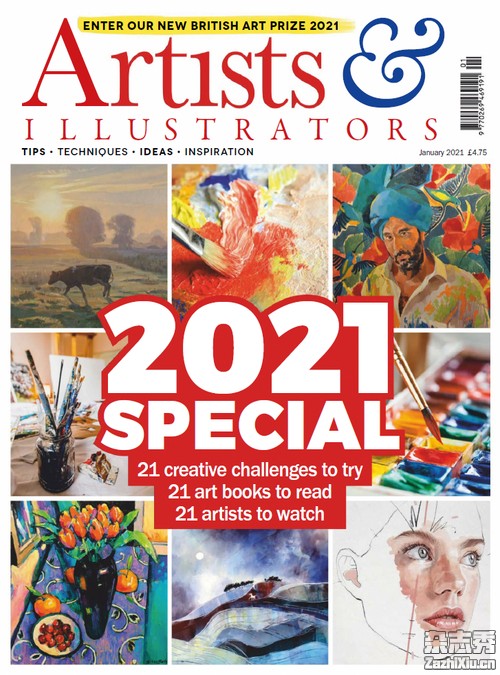 ENTER OUR NEW BRITISH ART PRIZE 2021
Artists &
ILLUSTRATORS
TIPS • TECHNIQUES • IDEAS • INSPIRATION
January 2021 £4.75
01
9 770269 469191
2021
SPECIAL
21 creative challenges to try
21 art books to read
21 artists to watch
杂志秀
ZazhiXiu.cn